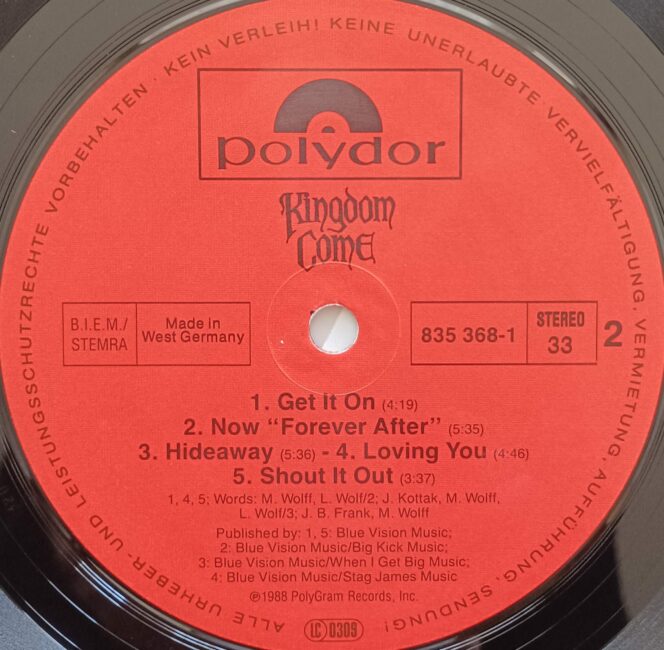 ALLE URHEBER- UND LEISTUNGSSCHUTZRECHTE VORBEHALTEN · KEIN VERLEIH! KEINE UNERLAUBTE VERVIELFÄLTIGUNG, VERMIETUNG, AUFFÜHRUNG, SENDUNG!
polydor
Kingdom
Come
B.I.E.M./
STEMRA
Made in
West Germany
835 368-1
STEREO
33
2
1. Get It On (4:19)
2. Now "Forever After" (5:35)
3. Hideaway (5:36) - 4. Loving You (4:46)
5. Shout It Out (3:37)
1, 4, 5; Words: M. Wolff, L. Wolf/2; J. Kottak, M. Wolff,
L. Wolf/3; J. B. Frank, M. Wolff
Published by: 1, 5: Blue Vision Music;
2: Blue Vision Music/Big Kick Music;
3: Blue Vision Music/When I Get Big Music;
4: Blue Vision Music/Stag James Music
℗1988 PolyGram Records, Inc.
LC 0309